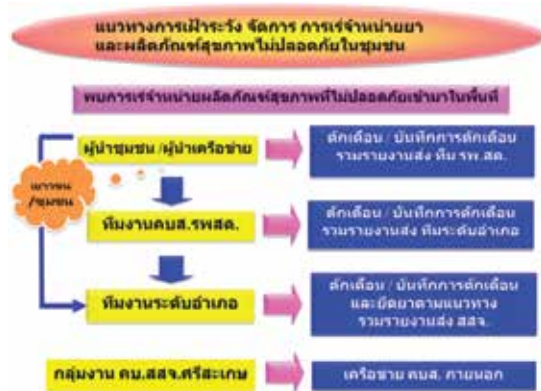 แนวทางการเฝ้าระวัง จัดการ การเร่จำหน่ายยา
และผลิตภัณฑ์สุขภาพไม่ปลอดภัยในชุมชน
พบการเร่จำหน่ายผลิตภัณฑ์สุขภาพที่ไม่ปลอดภัยเข้ามาในพื้นที่
ผู้นำชุมชน /ผู้นำเครือข่าย
ตักเตือน / บันทึกการตักเตือน
รวมรายงานส่ง ทีม รพ.สต.
/ชุมชน
ทีมงานคบส.รพสต.
ตักเตือน / บันทึกการตักเตือน
รวมรายงานส่ง ทีมระดับอำเภอ
ทีมงานระดับอำเภอ
ตักเตือน / บันทึกการตักเตือน
และยึดยาตามแนวทาง
รวมรายงานส่ง สสจ.
กลุ่มงาน คบ.สสจ.ศรีสะเกษ
เครือข่าย คบส. ภายนอก